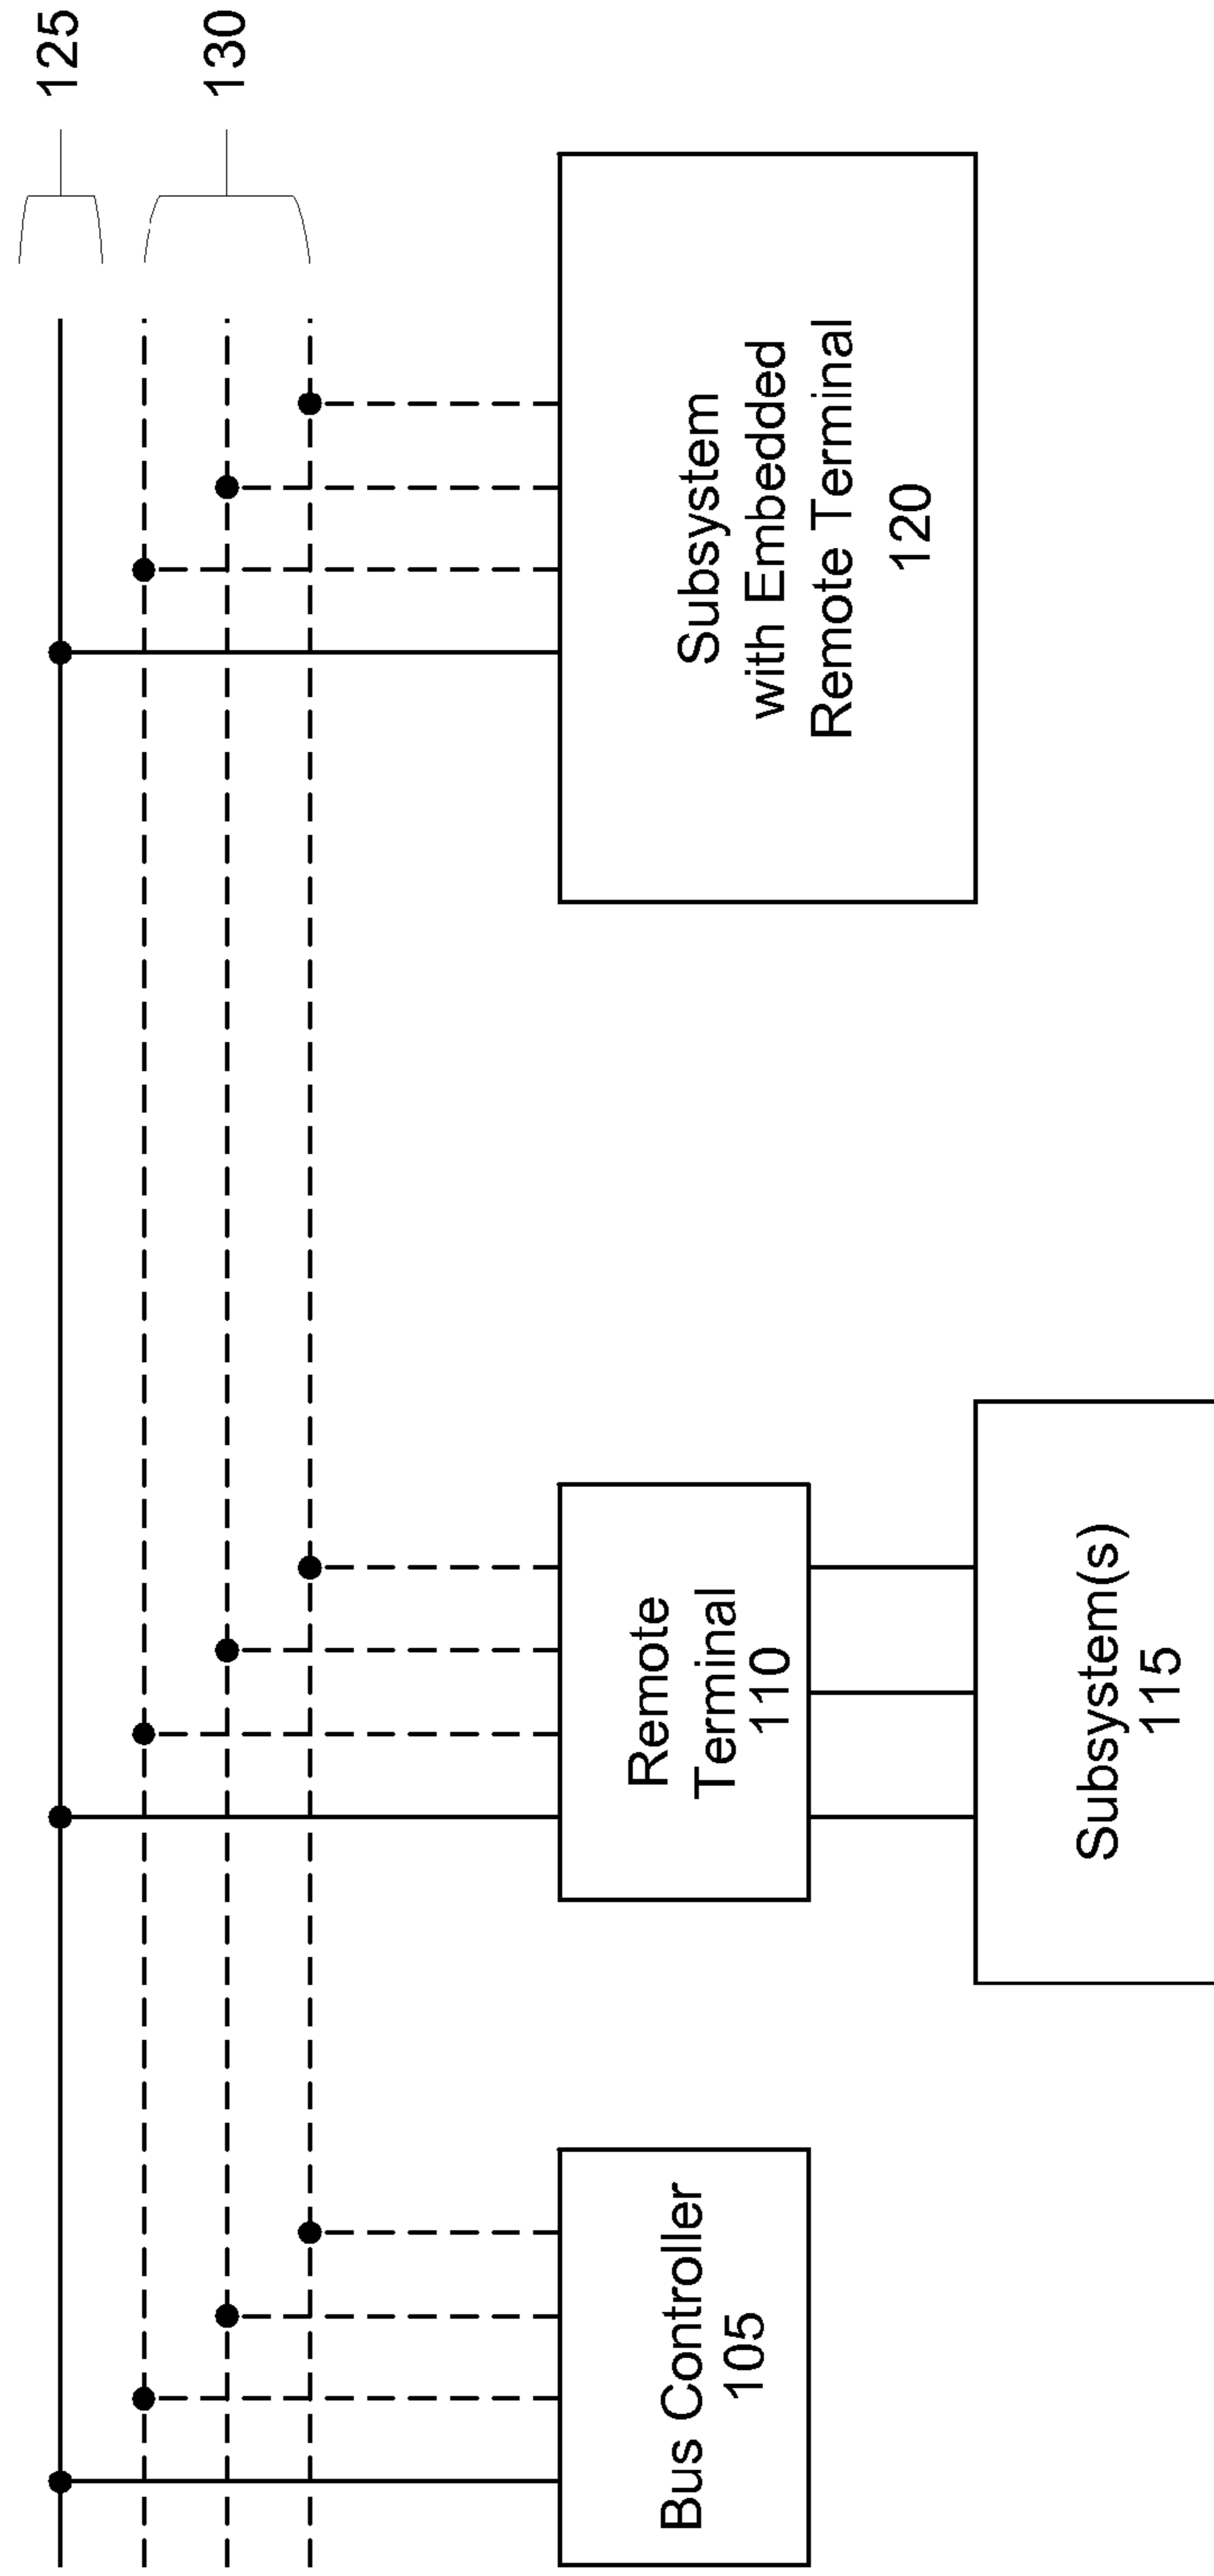 125
130
Bus Controller
105
Remote
Terminal
110
Subsystem(s)
115
Subsystem
with Embedded
Remote Terminal
120